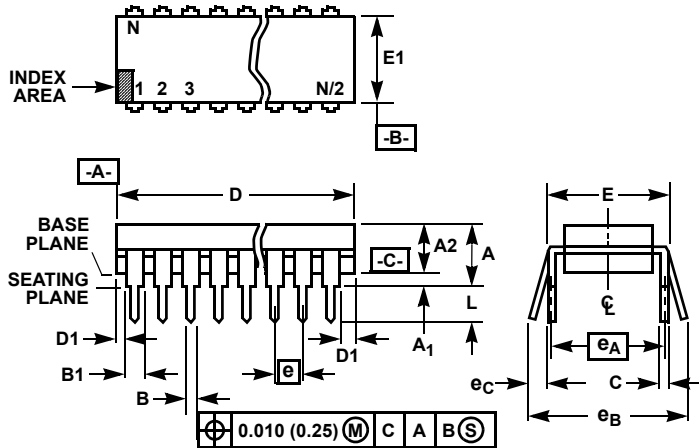 N
E1
INDEX
AREA
1 2 3 N/2
-B-
-A-
D E
BASE
PLANE
A2 A
-C-
SEATING
PLANE
L
D1 A1 D1
B1 e eA
B
eC C
eB
⌖ 0.010 (0.25) Ⓜ C A B Ⓢ
℄